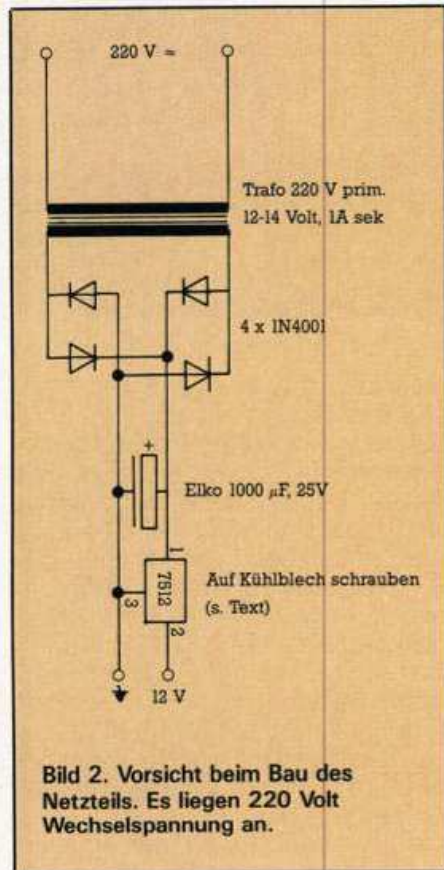 220 V ≈
Trafo 220 V prim.
12-14 Volt, 1A sek
4 x 1N4001
+
Elko 1000 µF, 25V
1
7512
3
2
Auf Kühlblech schrauben
(s. Text)
12 V
Bild 2. Vorsicht beim Bau des
Netzteils. Es liegen 220 Volt
Wechselspannung an.